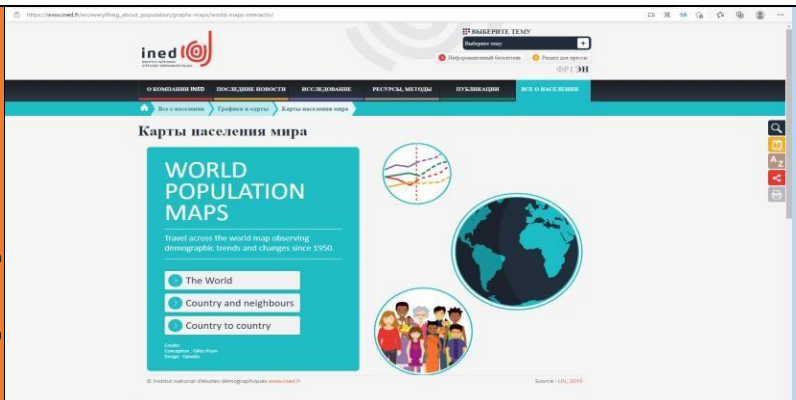 https://www.ined.fr/en/everything_about_population/graphs-maps/world-maps-interactiv/
ined
ВЫБЕРИТЕ ТЕМУ
Выберите тему
Информационный бюллетень
Раздел для прессы
ФР | ЭН
О КОМПАНИИ INED
ПОСЛЕДНИЕ НОВОСТИ
ИССЛЕДОВАНИЕ
РЕСУРСЫ, МЕТОДЫ
ПУБЛИКАЦИИ
ВСЕ О НАСЕЛЕНИИ
Все о населении
Графики и карты
Карты населения мира
Карты населения мира
WORLD
POPULATION
MAPS
Travel across the world map observing
demographic trends and changes since 1950.
The World
Country and neighbours
Country to country
Credits
Conception : Gilles Pison
© Institut national d'études démographiques www.ined.fr
Source : UN, 2019
A Z